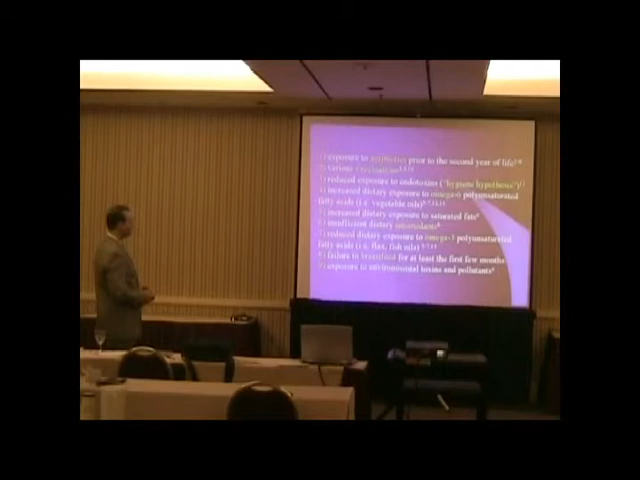 1) exposure to antibiotics prior to the second year of life
2) various vaccinations
3) reduced exposure to endotoxins ("hygiene hypothesis")
4) increased dietary exposure to omega-6 polyunsaturated
fatty acids (i.e. vegetable oils)
5) increased dietary exposure to saturated fats
6) insufficient dietary antioxidants
7) reduced dietary exposure to omega-3 polyunsaturated
fatty acids (i.e. flax, fish oils)
8) failure to breastfeed for at least the first few months
9) exposure to environmental toxins and pollutants